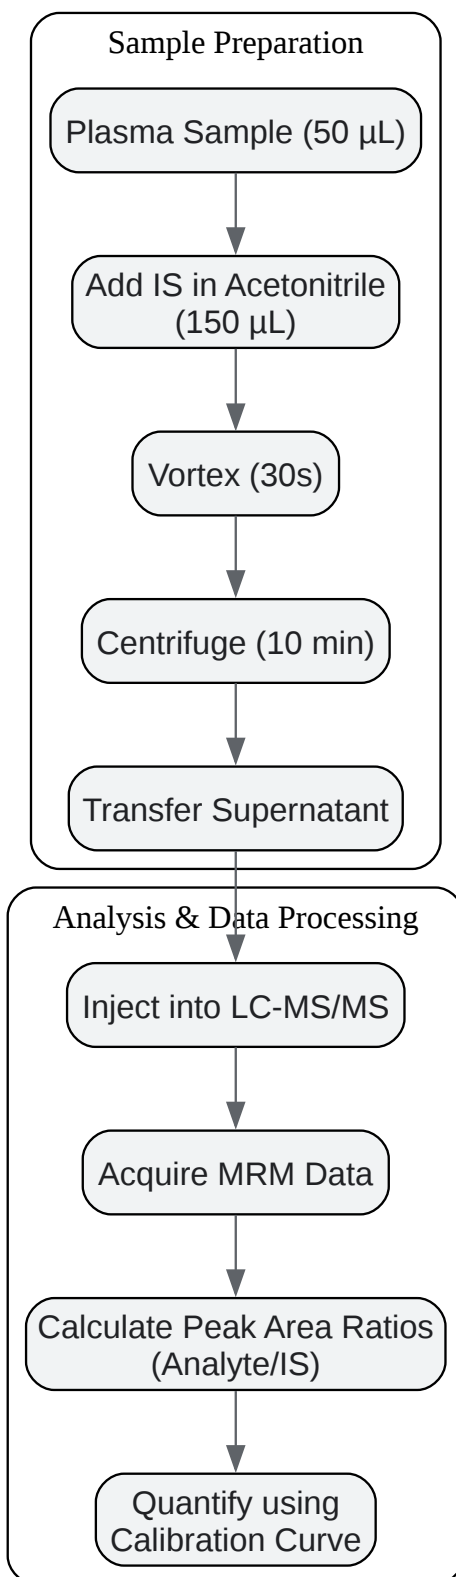 Sample Preparation
Plasma Sample (50 µL)
Add IS in Acetonitrile
(150 µL)
Vortex (30s)
Centrifuge (10 min)
Transfer Supernatant
Analysis & Data Processing
Inject into LC-MS/MS
Acquire MRM Data
Calculate Peak Area Ratios
(Analyte/IS)
Quantify using
Calibration Curve